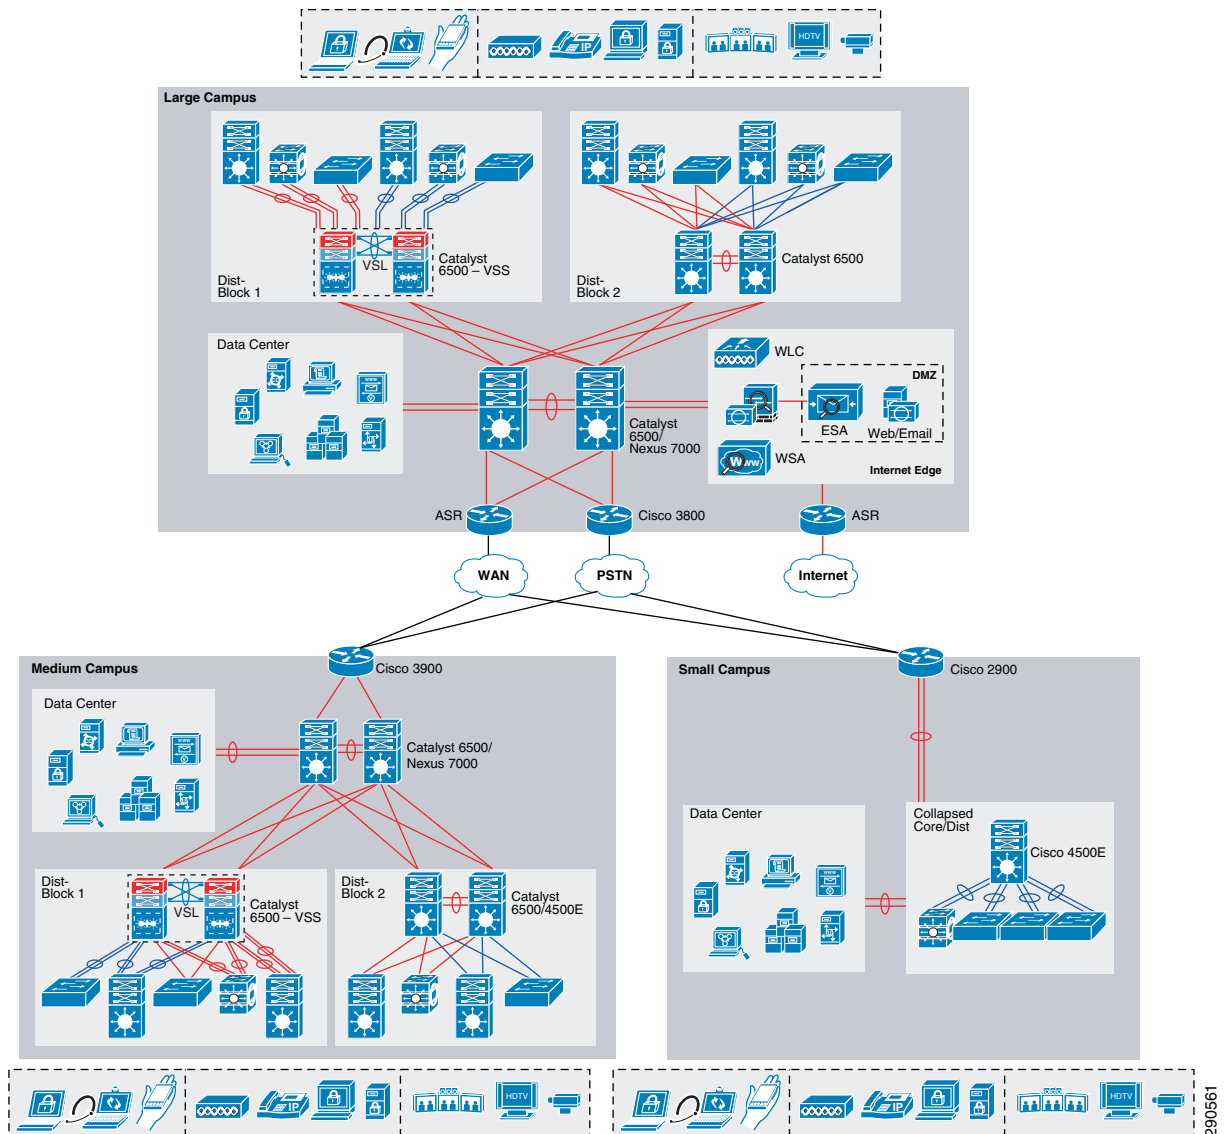 IP
HDTV
Large Campus
VSL
Catalyst
6500 – VSS
Dist-
Block 1
Catalyst 6500
Dist-
Block 2
Data Center
WWW
Catalyst
6500/
Nexus 7000
WLC
DMZ
ESA
Web/Email
W
WW
WSA
Internet Edge
ASR
Cisco 3800
ASR
WAN
PSTN
Internet
Medium Campus
Cisco 3900
Data Center
WWW
Catalyst 6500/
Nexus 7000
Dist-
Block 1
VSL
Catalyst
6500 – VSS
Dist-
Block 2
Catalyst
6500/4500E
Small Campus
Cisco 2900
Data Center
WWW
Collapsed
Core/Dist
Cisco 4500E
IP
HDTV
IP
HDTV
290561